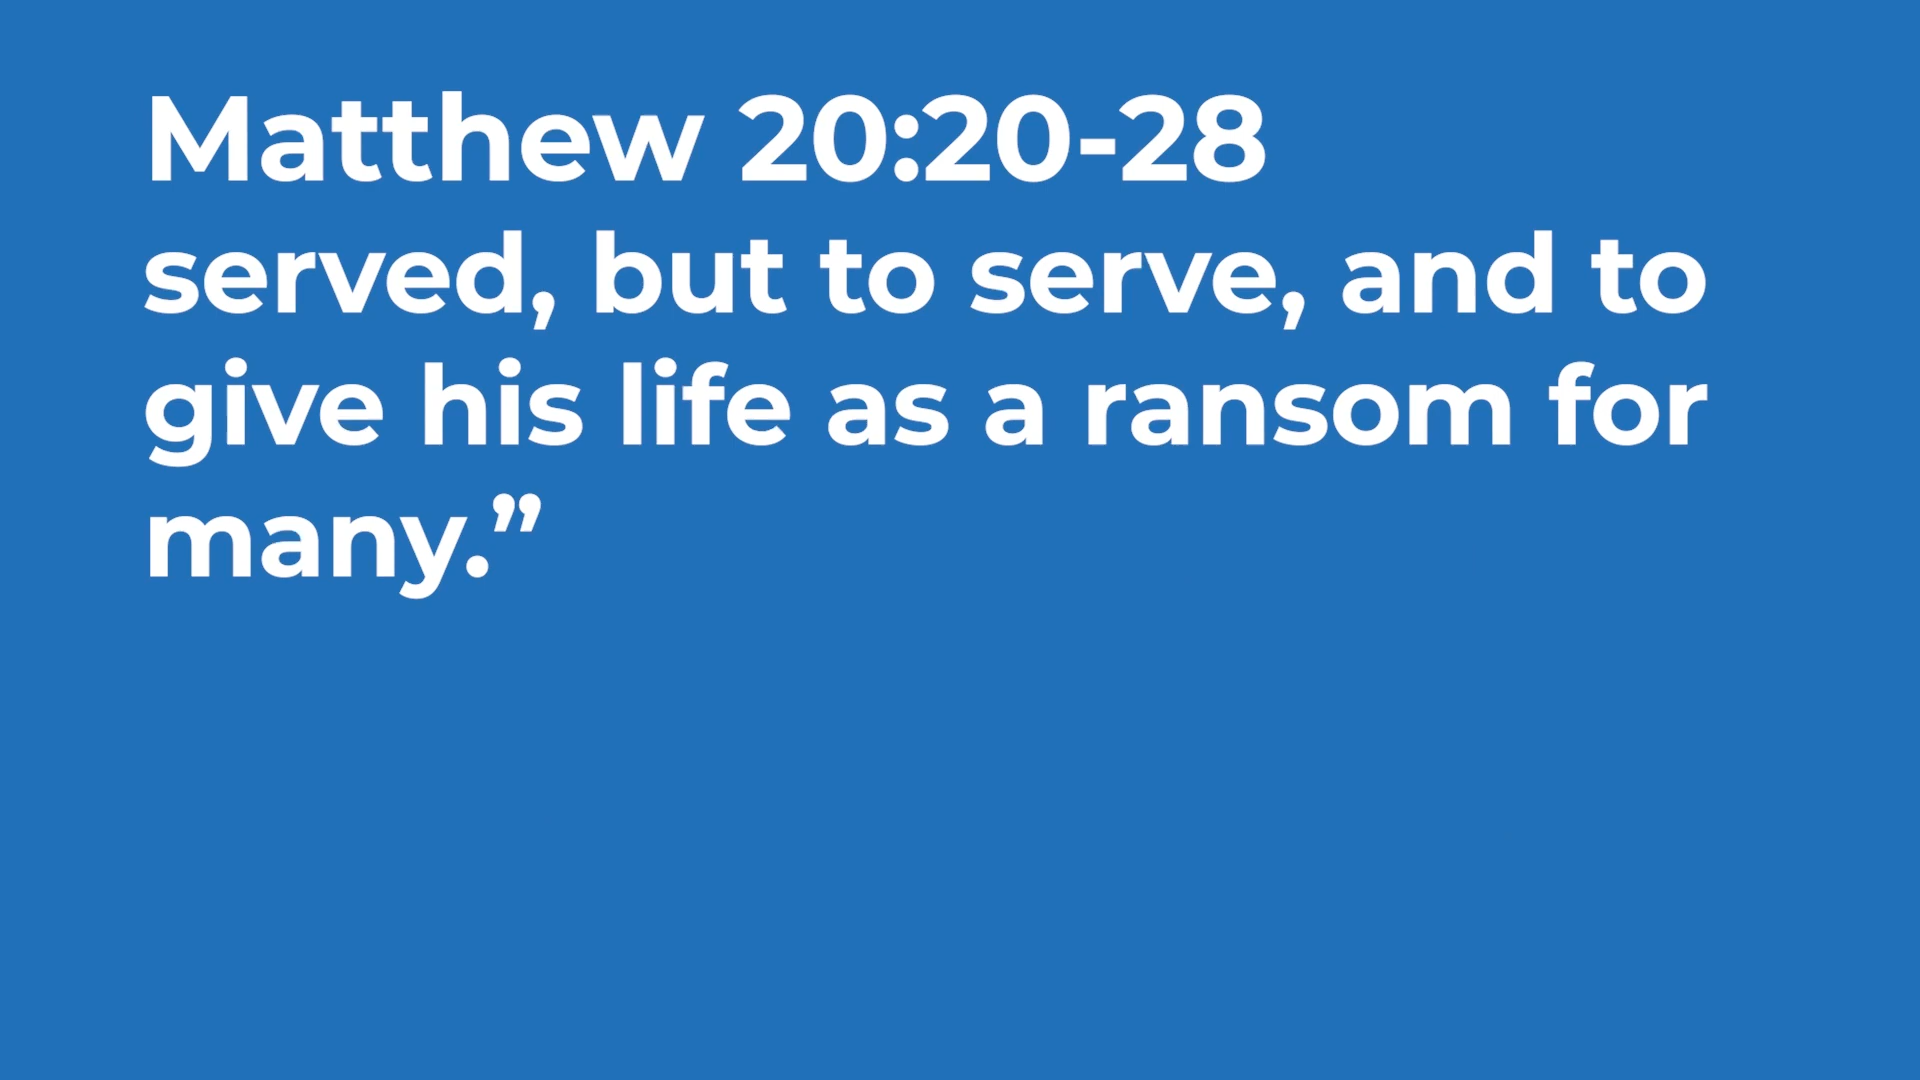 Matthew 20:20-28
served, but to serve, and to
give his life as a ransom for
many.”